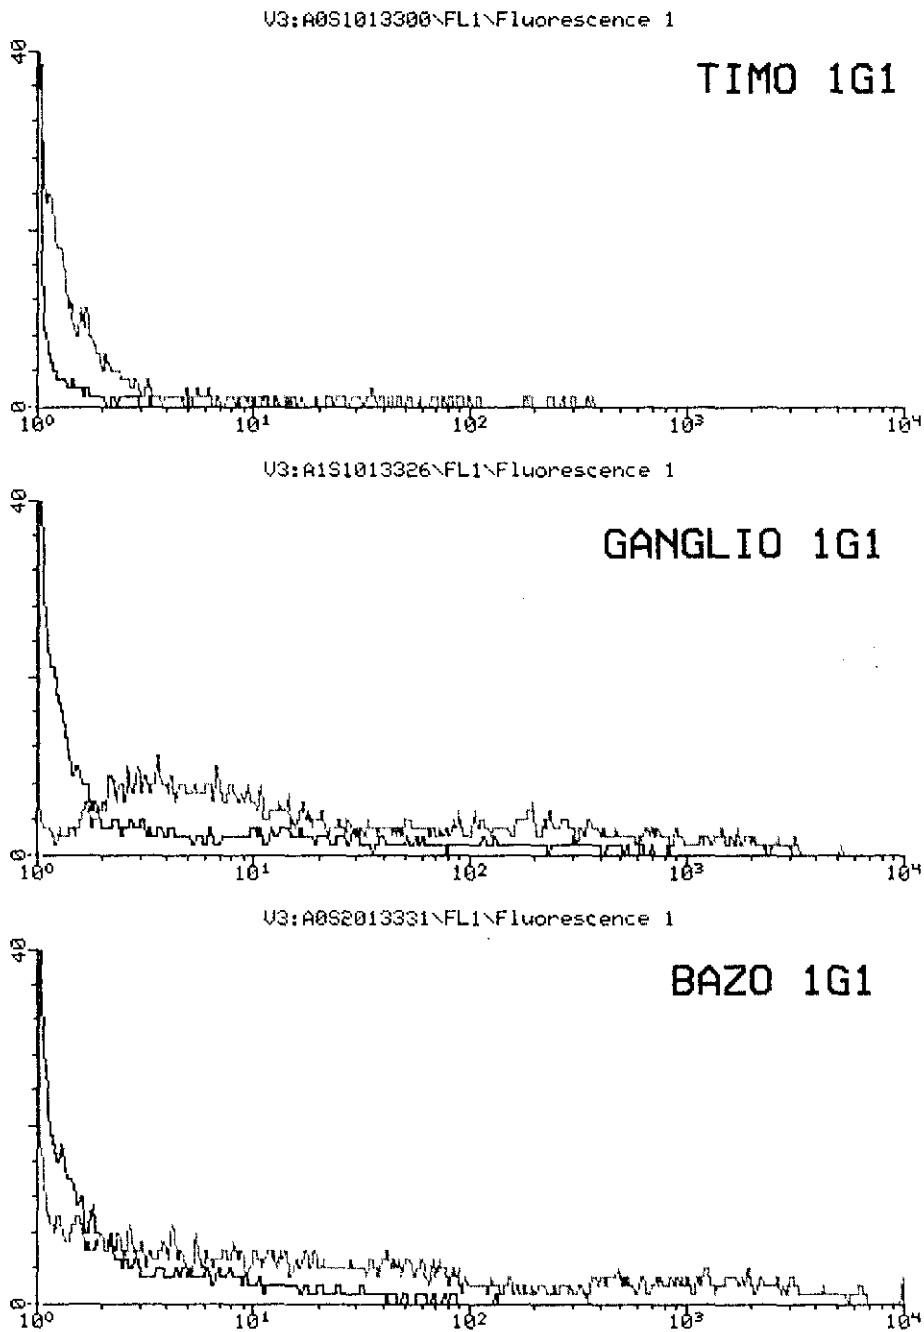 V3:A0S1013300\FL1\Fluorescence 1
40
TIMO 1G1
0
10⁰ 10¹ 10² 10³ 10⁴
V3:A1S1013326\FL1\Fluorescence 1
40
GANGLIO 1G1
0
10⁰ 10¹ 10² 10³ 10⁴
V3:A0S2013331\FL1\Fluorescence 1
40
BAZO 1G1
0
10⁰ 10¹ 10² 10³ 10⁴